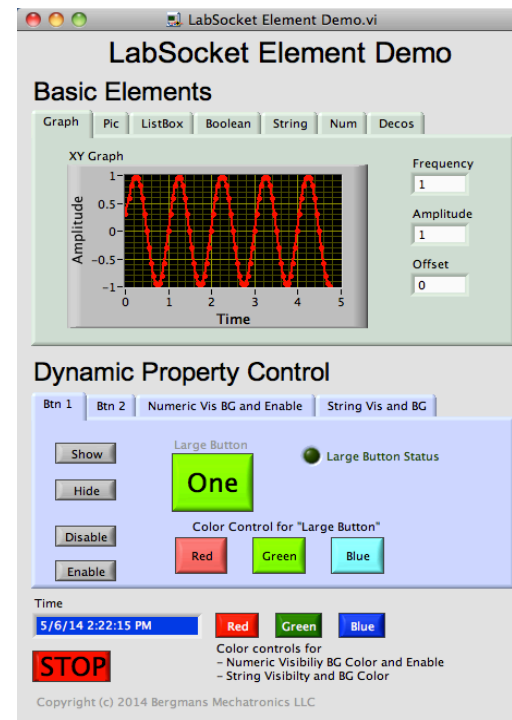 LabSocket Element Demo.vi
LabSocket Element Demo
Basic Elements
Graph Pic ListBox Boolean String Num Decos
XY Graph
Amplitude
1
0.5
0
-0.5
-1
0 1 2 3 4 5
Time
Frequency
1
Amplitude
1
Offset
0
Dynamic Property Control
Btn 1 Btn 2 Numeric Vis BG and Enable String Vis and BG
Show
Hide
Disable
Enable
Large Button
One
Large Button Status
Color Control for "Large Button"
Red Green Blue
Time
5/6/14 2:22:15 PM
STOP
Red Green Blue
Color controls for
- Numeric Visibiliy BG Color and Enable
- String Visibilty and BG Color
Copyright (c) 2014 Bergmans Mechatronics LLC